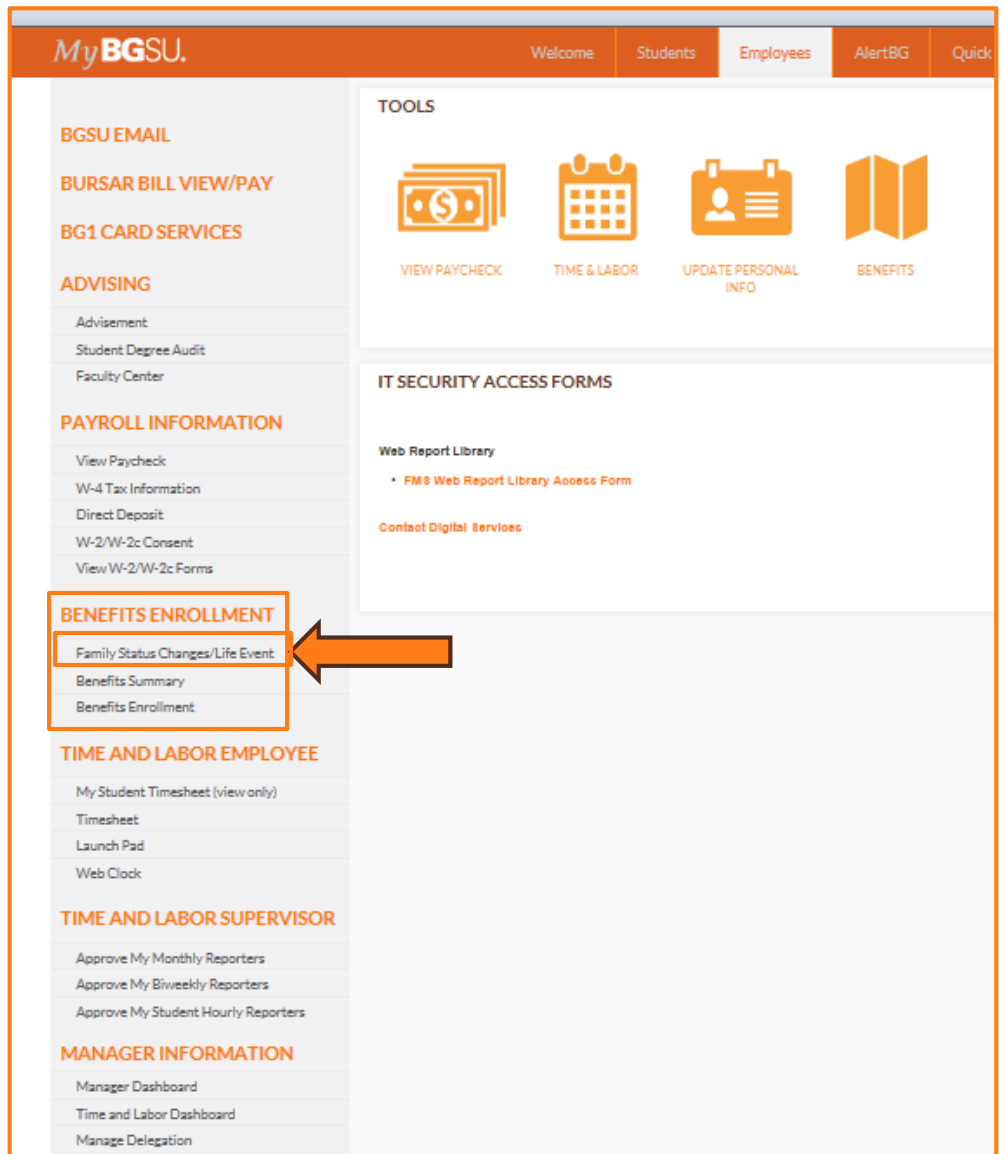 MyBGSU.
Welcome Students Employees AlertBG Quick
BGSU EMAIL
BURSAR BILL VIEW/PAY
BG1 CARD SERVICES
ADVISING
Advisement
Student Degree Audit
Faculty Center
PAYROLL INFORMATION
View Paycheck
W-4 Tax Information
Direct Deposit
W-2/W-2c Consent
View W-2/W-2c Forms
BENEFITS ENROLLMENT
Family Status Changes/Life Event
Benefits Summary
Benefits Enrollment
TIME AND LABOR EMPLOYEE
My Student Timesheet (view only)
Timesheet
Launch Pad
Web Clock
TIME AND LABOR SUPERVISOR
Approve My Monthly Reporters
Approve My Biweekly Reporters
Approve My Student Hourly Reporters
MANAGER INFORMATION
Manager Dashboard
Time and Labor Dashboard
Manage Delegation
TOOLS
$
VIEW PAYCHECK
TIME & LABOR
UPDATE PERSONAL
INFO
BENEFITS
IT SECURITY ACCESS FORMS
Web Report Library
• FMS Web Report Library Access Form
Contact Digital Services